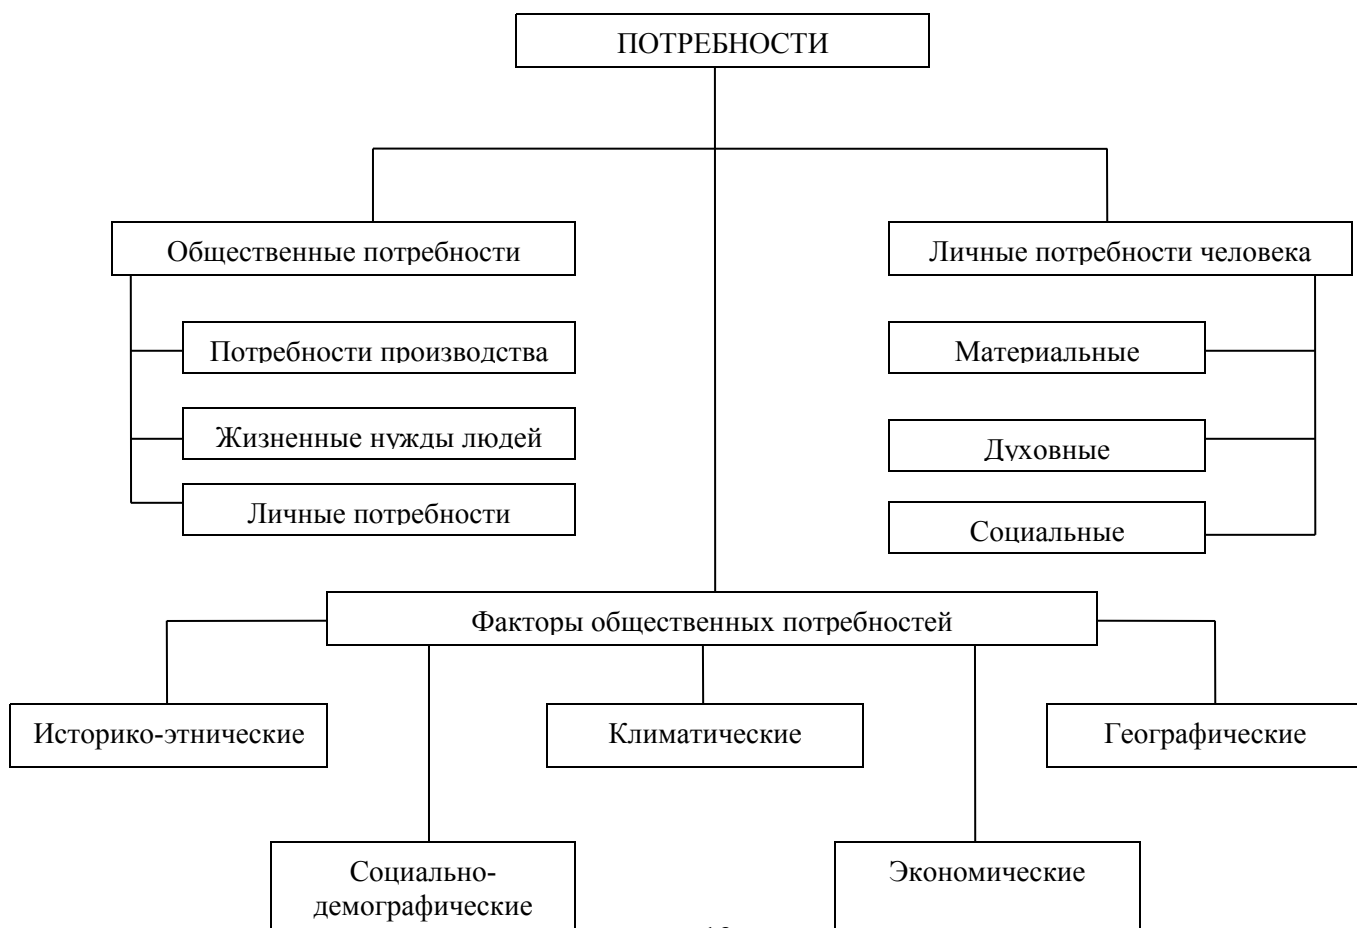 ПОТРЕБНОСТИ
Общественные потребности
Личные потребности человека
Потребности производства
Материальные
Жизненные нужды людей
Духовные
Личные потребности
Социальные
Факторы общественных потребностей
Историко-этнические
Климатические
Географические
Социально-
демографические
Экономические